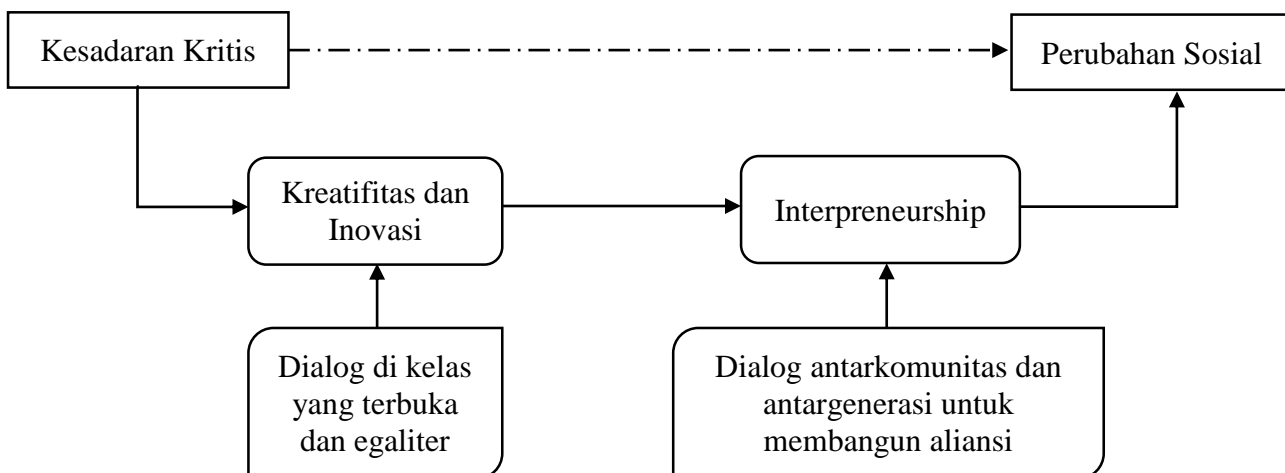 Kesadaran Kritis
Perubahan Sosial
Kreatifitas dan
Inovasi
Interpreneurship
Dialog di kelas
yang terbuka
dan egaliter
Dialog antarkomunitas dan
antargenerasi untuk
membangun aliansi